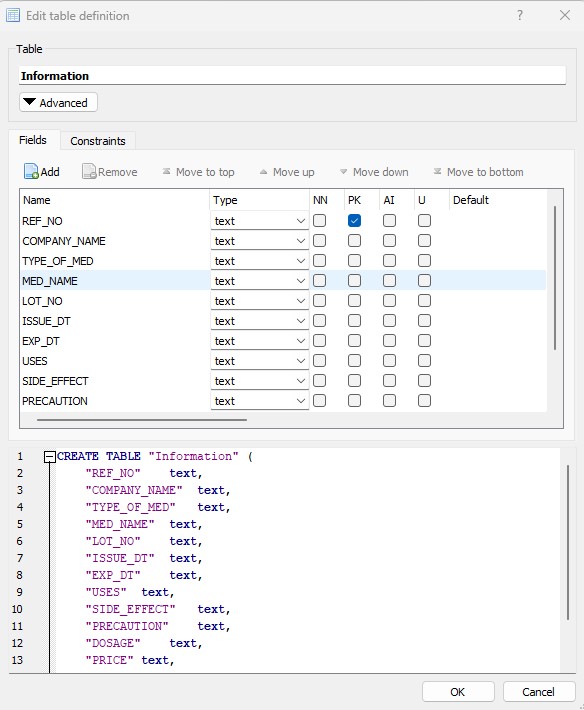 Edit table definition ?
Table
Information
Advanced
Fields Constraints
Add Remove Move to top Move up Move down Move to bottom
Name Type NN PK AI U Default
REF_NO text
COMPANY_NAME text
TYPE_OF_MED text
MED_NAME text
LOT_NO text
ISSUE_DT text
EXP_DT text
USES text
SIDE_EFFECT text
PRECAUTION text
1 CREATE TABLE "Information" (
2 "REF_NO" text,
3 "COMPANY_NAME" text,
4 "TYPE_OF_MED" text,
5 "MED_NAME" text,
6 "LOT_NO" text,
7 "ISSUE_DT" text,
8 "EXP_DT" text,
9 "USES" text,
10 "SIDE_EFFECT" text,
11 "PRECAUTION" text,
12 "DOSAGE" text,
13 "PRICE" text,
OK Cancel